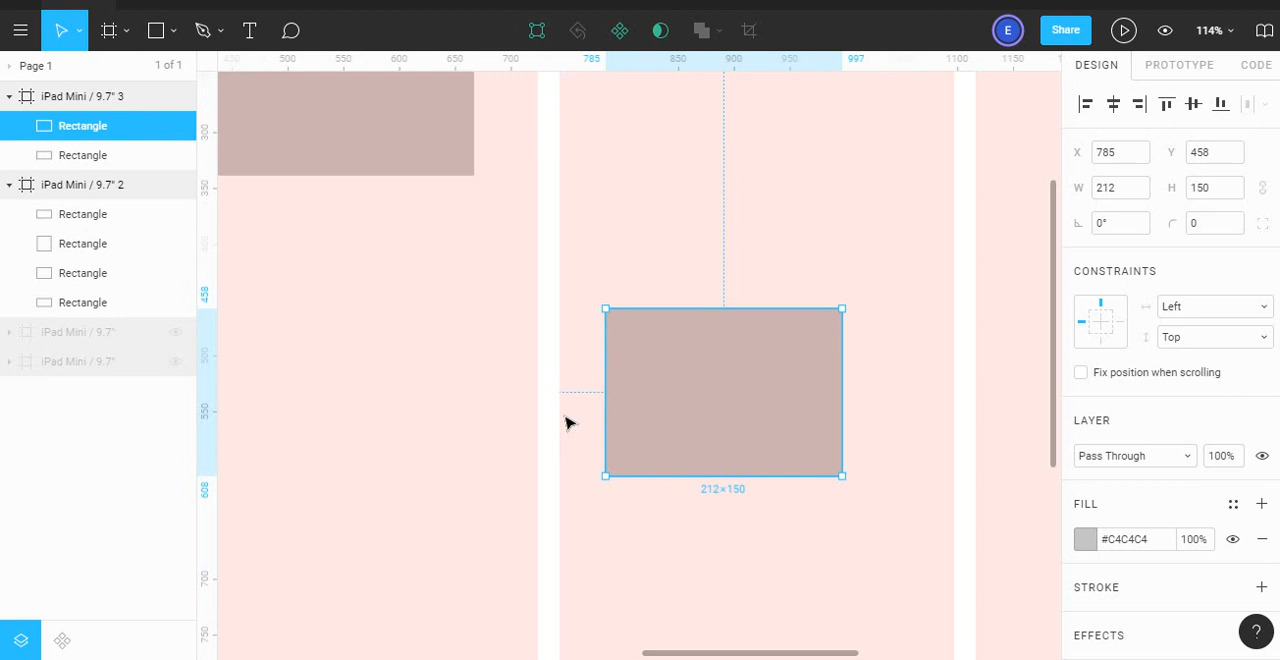 T
E
Share
114%
Page 1
1 of 1
iPad Mini / 9.7" 3
Rectangle
Rectangle
iPad Mini / 9.7" 2
Rectangle
Rectangle
Rectangle
Rectangle
iPad Mini / 9.7"
iPad Mini / 9.7"
450 500 550 600 650 700 785 850 900 950 997 1100 1150
300
350
458
500
550
608
700
750
212×150
DESIGN PROTOTYPE CODE
X 785 Y 458
W 212 H 150
0° 0
CONSTRAINTS
Left
Top
Fix position when scrolling
LAYER
Pass Through 100%
FILL
#C4C4C4 100%
STROKE
EFFECTS
?